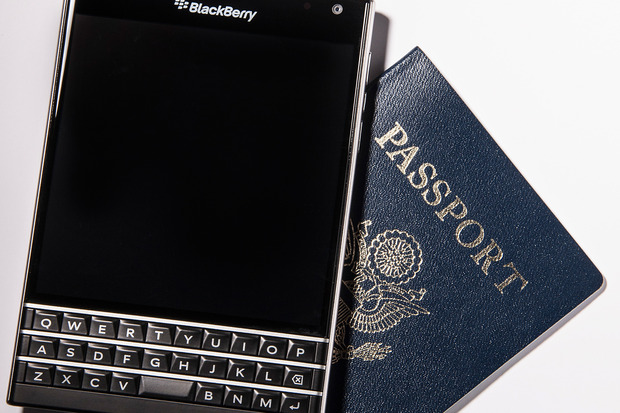 BlackBerry
PASSPORT
Q W E R T Y U I O P
A S D F G H J K L
Z X C V B N M